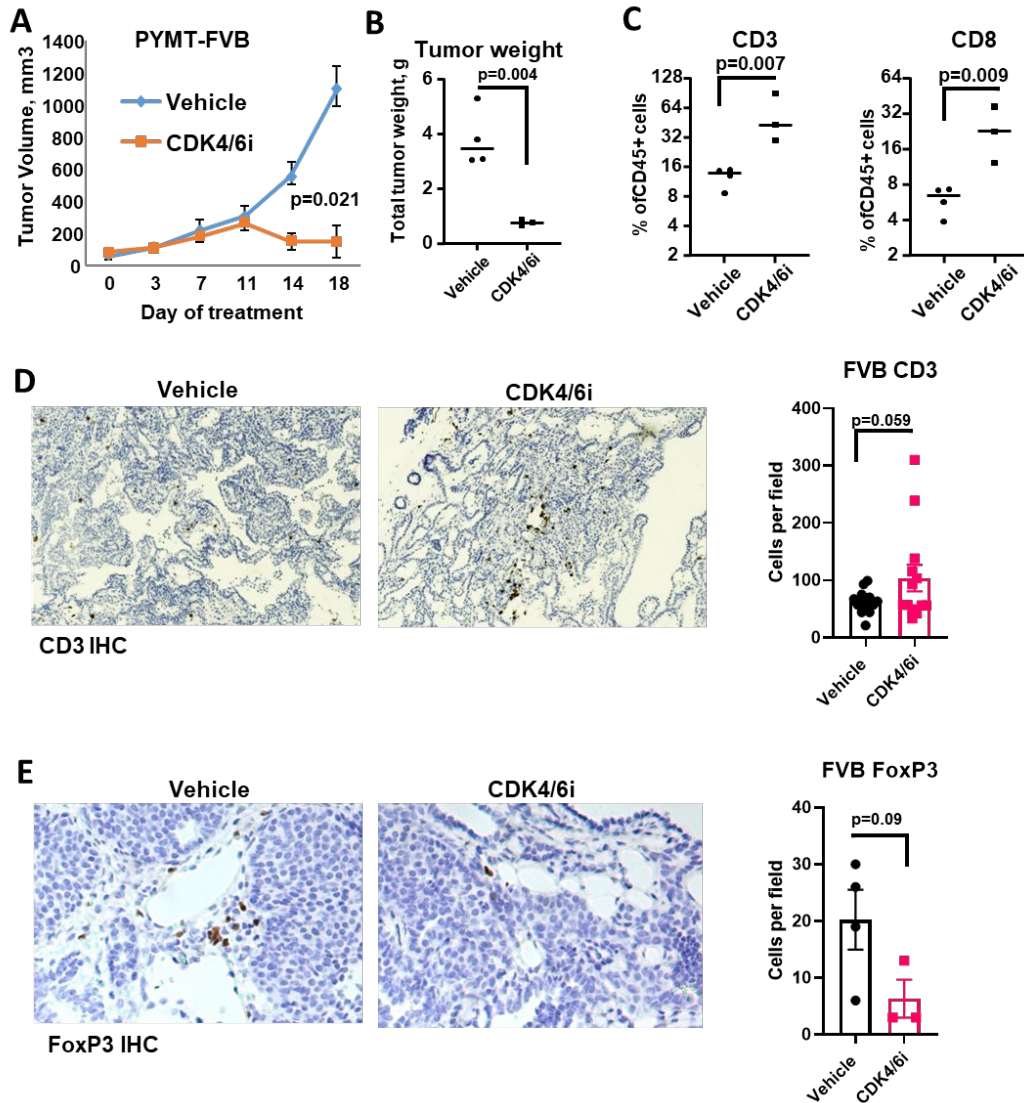 A
PYMT-FVB
Tumor Volume, mm3
1400
1200
1000
800
600
400
200
0
Vehicle
CDK4/6i
p=0.021
0 3 7 11 14 18
Day of treatment
B
Tumor weight
p=0.004
Total tumor weight, g
6
4
2
0
Vehicle
CDK4/6i
C
CD3
p=0.007
% ofCD45+ cells
128
64
32
16
8
4
2
Vehicle
CDK4/6i
CD8
p=0.009
% ofCD45+ cells
64
32
16
8
4
2
Vehicle
CDK4/6i
D
Vehicle
CDK4/6i
CD3 IHC
FVB CD3
p=0.059
Cells per field
400
300
200
100
0
Vehicle
CDK4/6i
E
Vehicle
CDK4/6i
FoxP3 IHC
FVB FoxP3
p=0.09
Cells per field
40
30
20
10
0
Vehicle
CDK4/6i